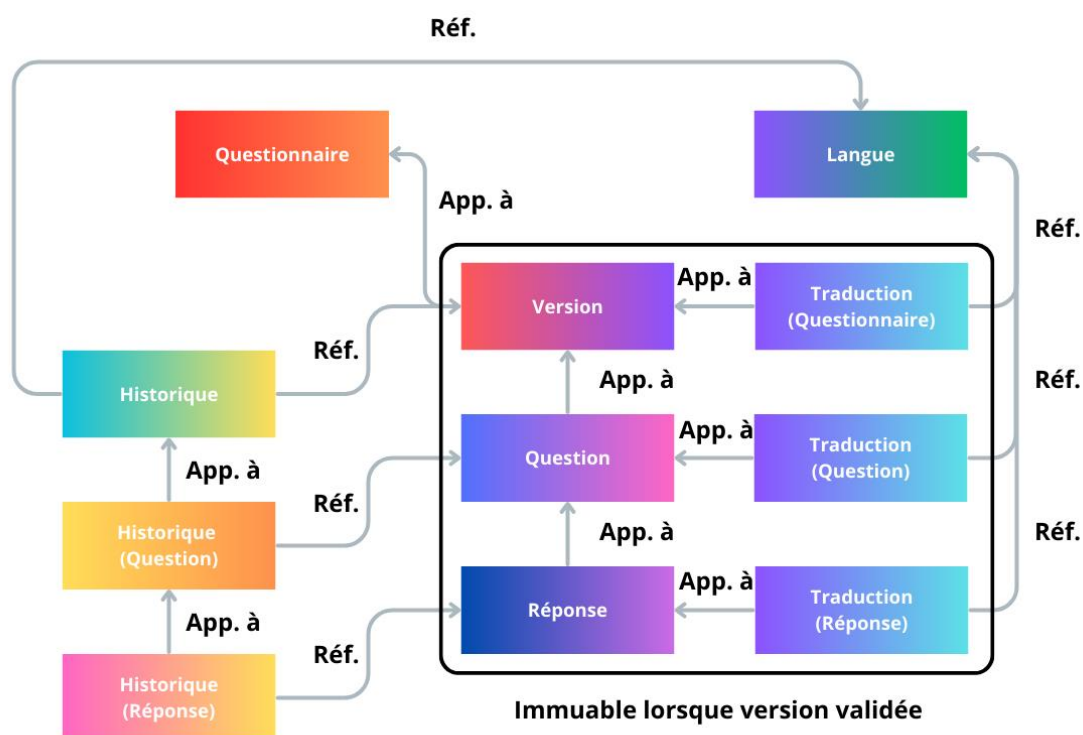 Réf.
Questionnaire
Langue
App. à
Réf.
Version
App. à
Traduction
(Questionnaire)
Réf.
Historique
App. à
Réf.
Question
App. à
Traduction
(Question)
App. à
Réf.
Historique
(Question)
App. à
Réf.
Réponse
App. à
Traduction
(Réponse)
App. à
Réf.
Historique
(Réponse)
Immuable lorsque version validée